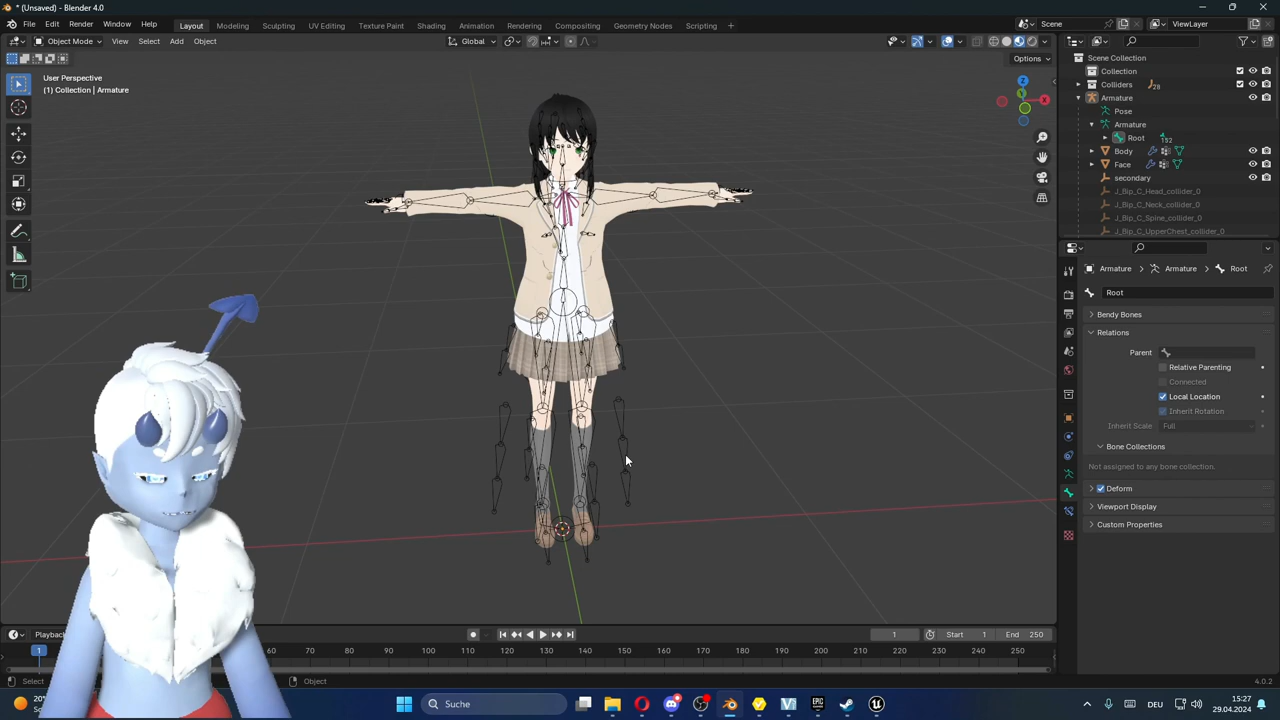 * (Unsaved) - Blender 4.0
File Edit Render Window Help Layout Modeling Sculpting UV Editing Texture Paint Shading Animation Rendering Compositing Geometry Nodes Scripting + Scene ViewLayer
Object Mode View Select Add Object Global
Options
User Perspective
(1) Collection | Armature
Z
Y
X
Scene Collection
Collection
Colliders 28
Armature
Pose
Armature
Root 152
Body
Face
secondary
J_Bip_C_Head_collider_0
J_Bip_C_Neck_collider_0
J_Bip_C_Spine_collider_0
J_Bip_C_UpperChest_collider_0
Armature > Armature > Root
Root
Bendy Bones
Relations
Parent
Relative Parenting
Connected
Local Location
Inherit Rotation
Inherit Scale Full
Bone Collections
Not assigned to any bone collection.
Deform
Viewport Display
Custom Properties
Playback 1 Start 1 End 250
1 60 70 80 90 100 110 120 130 140 150 160 170 180 190 200 210 220 230 240 250
Select Object 4.0.2
20° Suche DEU 15:27
29.04.2024